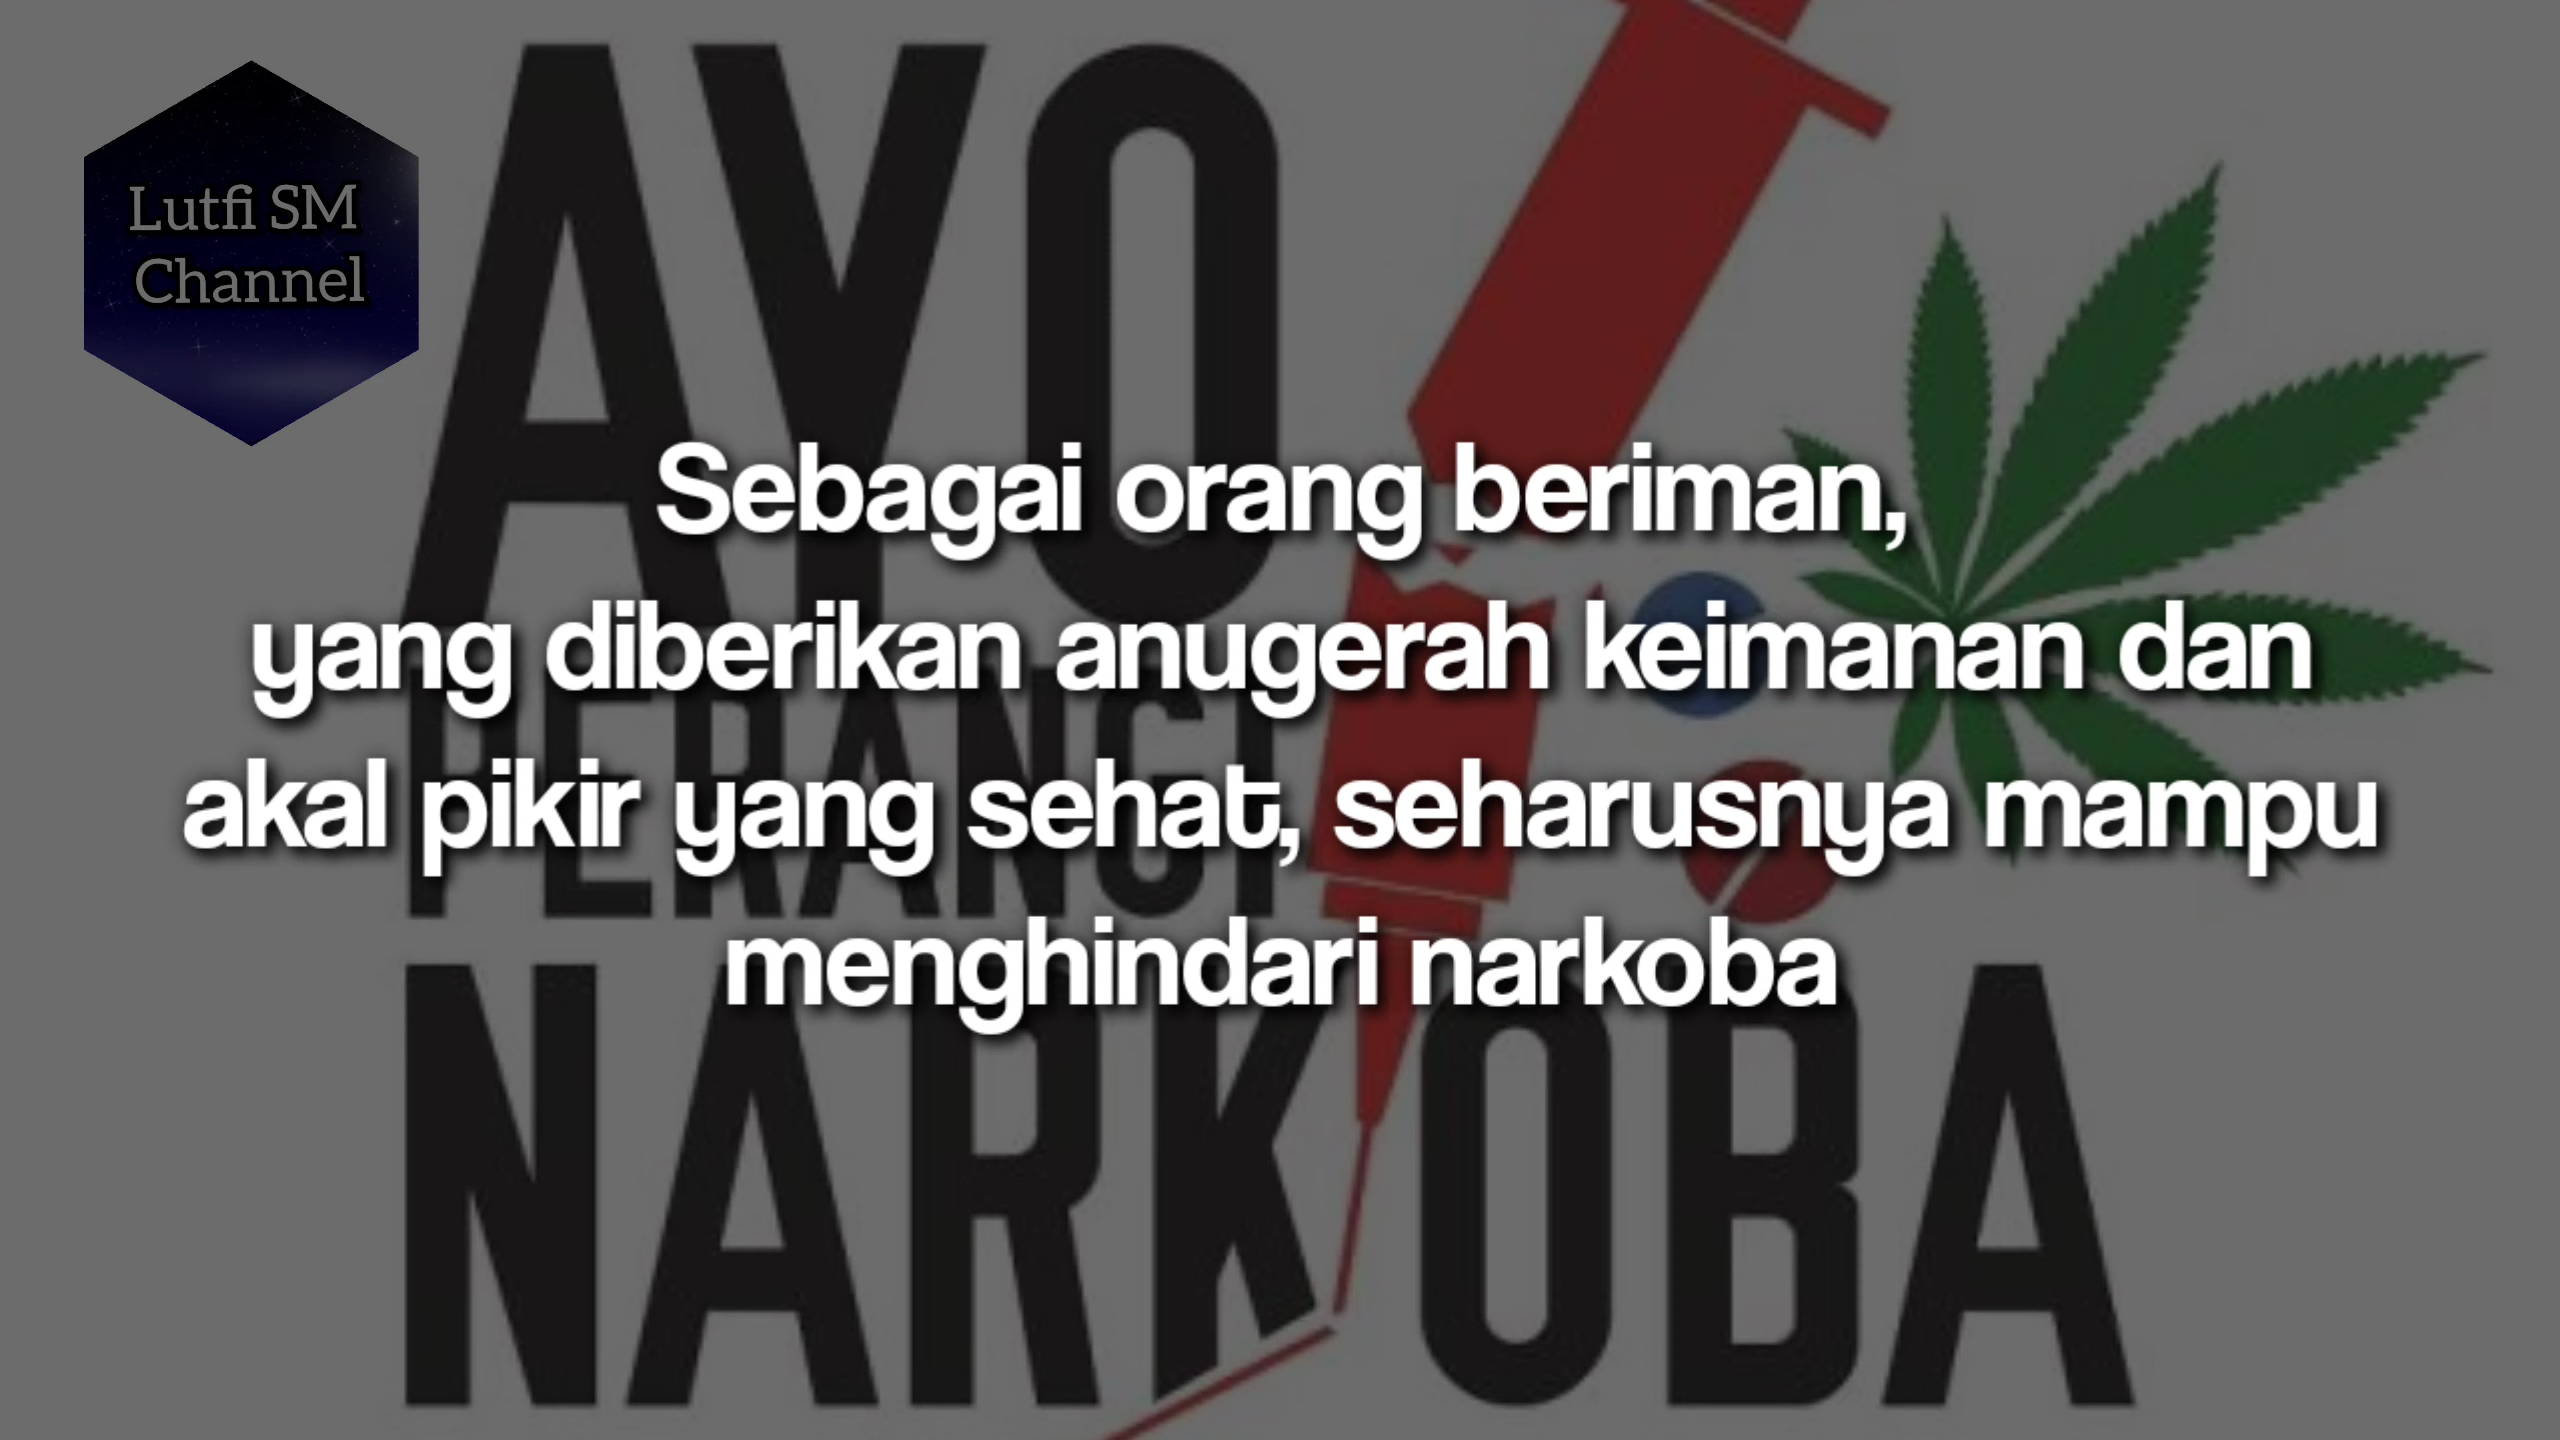 Lutfi SM
Channel
AYO
Sebagai orang beriman,
yang diberikan anugerah keimanan dan
PERANGI
akal pikir yang sehat, seharusnya mampu
menghindari narkoba
NARKOBA